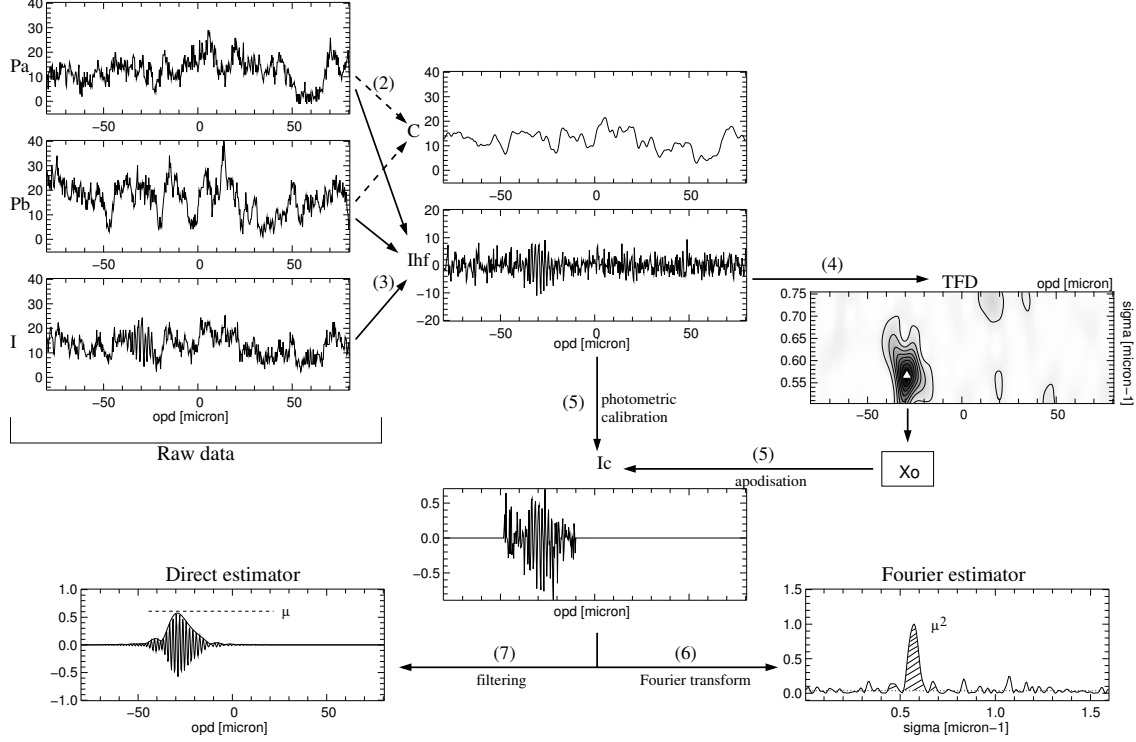 40
30
Pa 20
10
0
−50 0 50
(2)
40
30
Pb 20
10
0
−50 0 50
40
30
I 20
10
0
−50 0 50
opd [micron]
(3)
Raw data
40
30
C 20
10
0
−50 0 50
20
10
Ihf 0
−10
−20
−50 0 50
opd [micron]
(4)
TFD
opd [micron]
0.75
0.70
0.65
0.60
0.55
sigma [micron−1]
−50 0 50
(5)
photometric
calibration
Xo
(5)
apodisation
Ic
0.5
0.0
−0.5
opd [micron]
(7)
filtering
(6)
Fourier transform
Direct estimator
1.0
0.5
0.0
−0.5
−1.0
μ
−50 0 50
opd [micron]
Fourier estimator
1.5
1.0
0.5
0.0
μ²
0.5 1.0 1.5
sigma [micron−1]